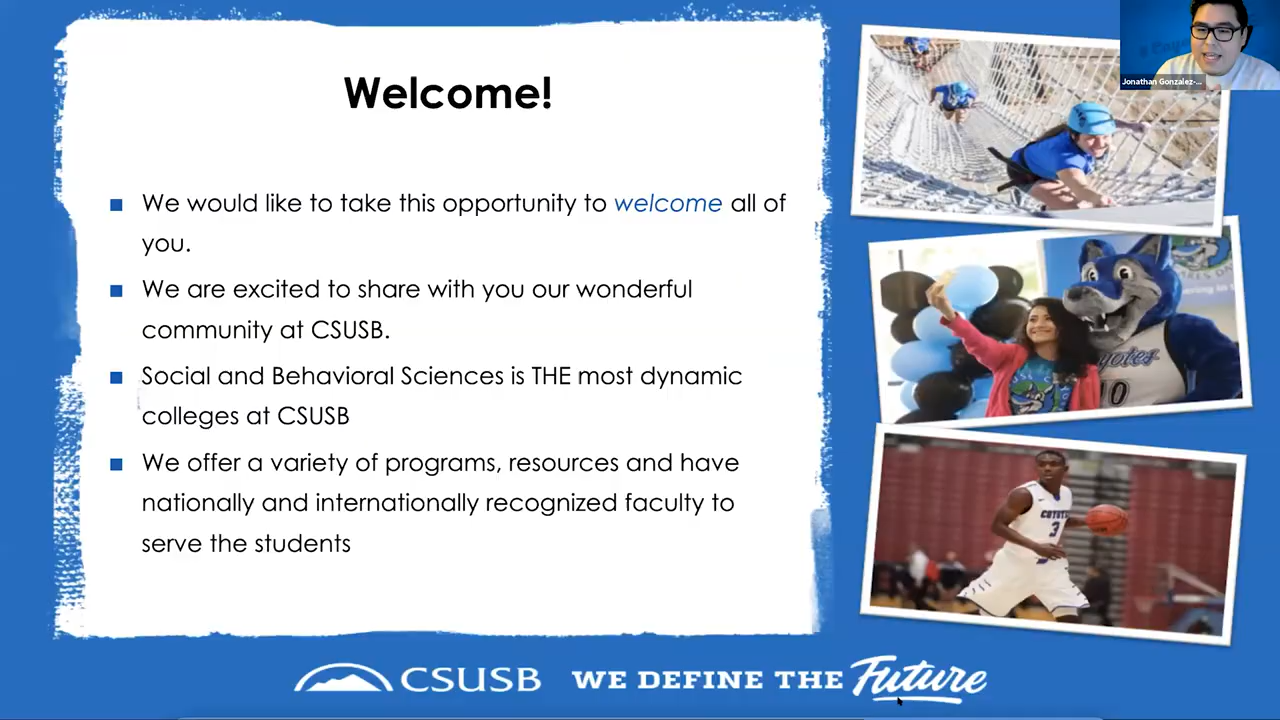 Welcome!
We would like to take this opportunity to welcome all of
you.
We are excited to share with you our wonderful
community at CSUSB.
Social and Behavioral Sciences is THE most dynamic
colleges at CSUSB
We offer a variety of programs, resources and have
nationally and internationally recognized faculty to
serve the students
Jonathan Gonzalez-...
10
3
CSUSB WE DEFINE THE Future